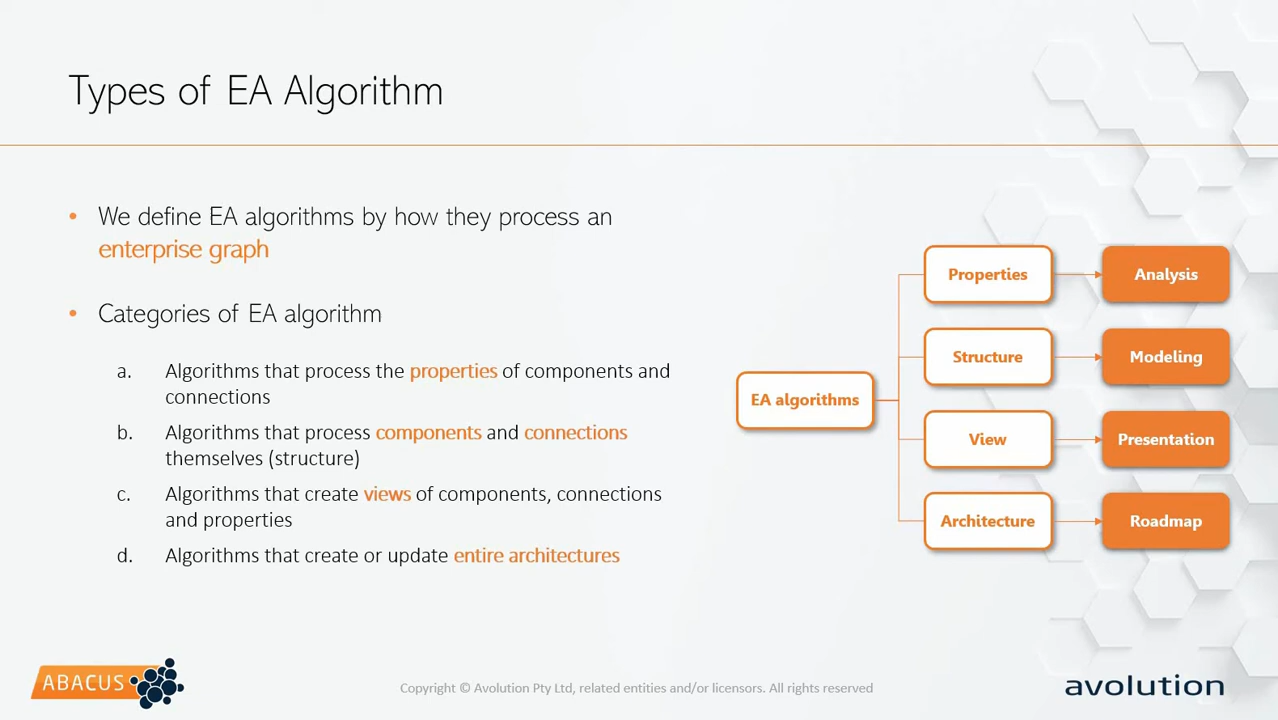 Types of EA Algorithm
• We define EA algorithms by how they process an
enterprise graph
• Categories of EA algorithm
a. Algorithms that process the properties of components and
connections
b. Algorithms that process components and connections
themselves (structure)
c. Algorithms that create views of components, connections
and properties
d. Algorithms that create or update entire architectures
EA algorithms
Properties
Analysis
Structure
Modeling
View
Presentation
Architecture
Roadmap
ABACUS
Copyright © Avolution Pty Ltd, related entities and/or licensors. All rights reserved
avolution